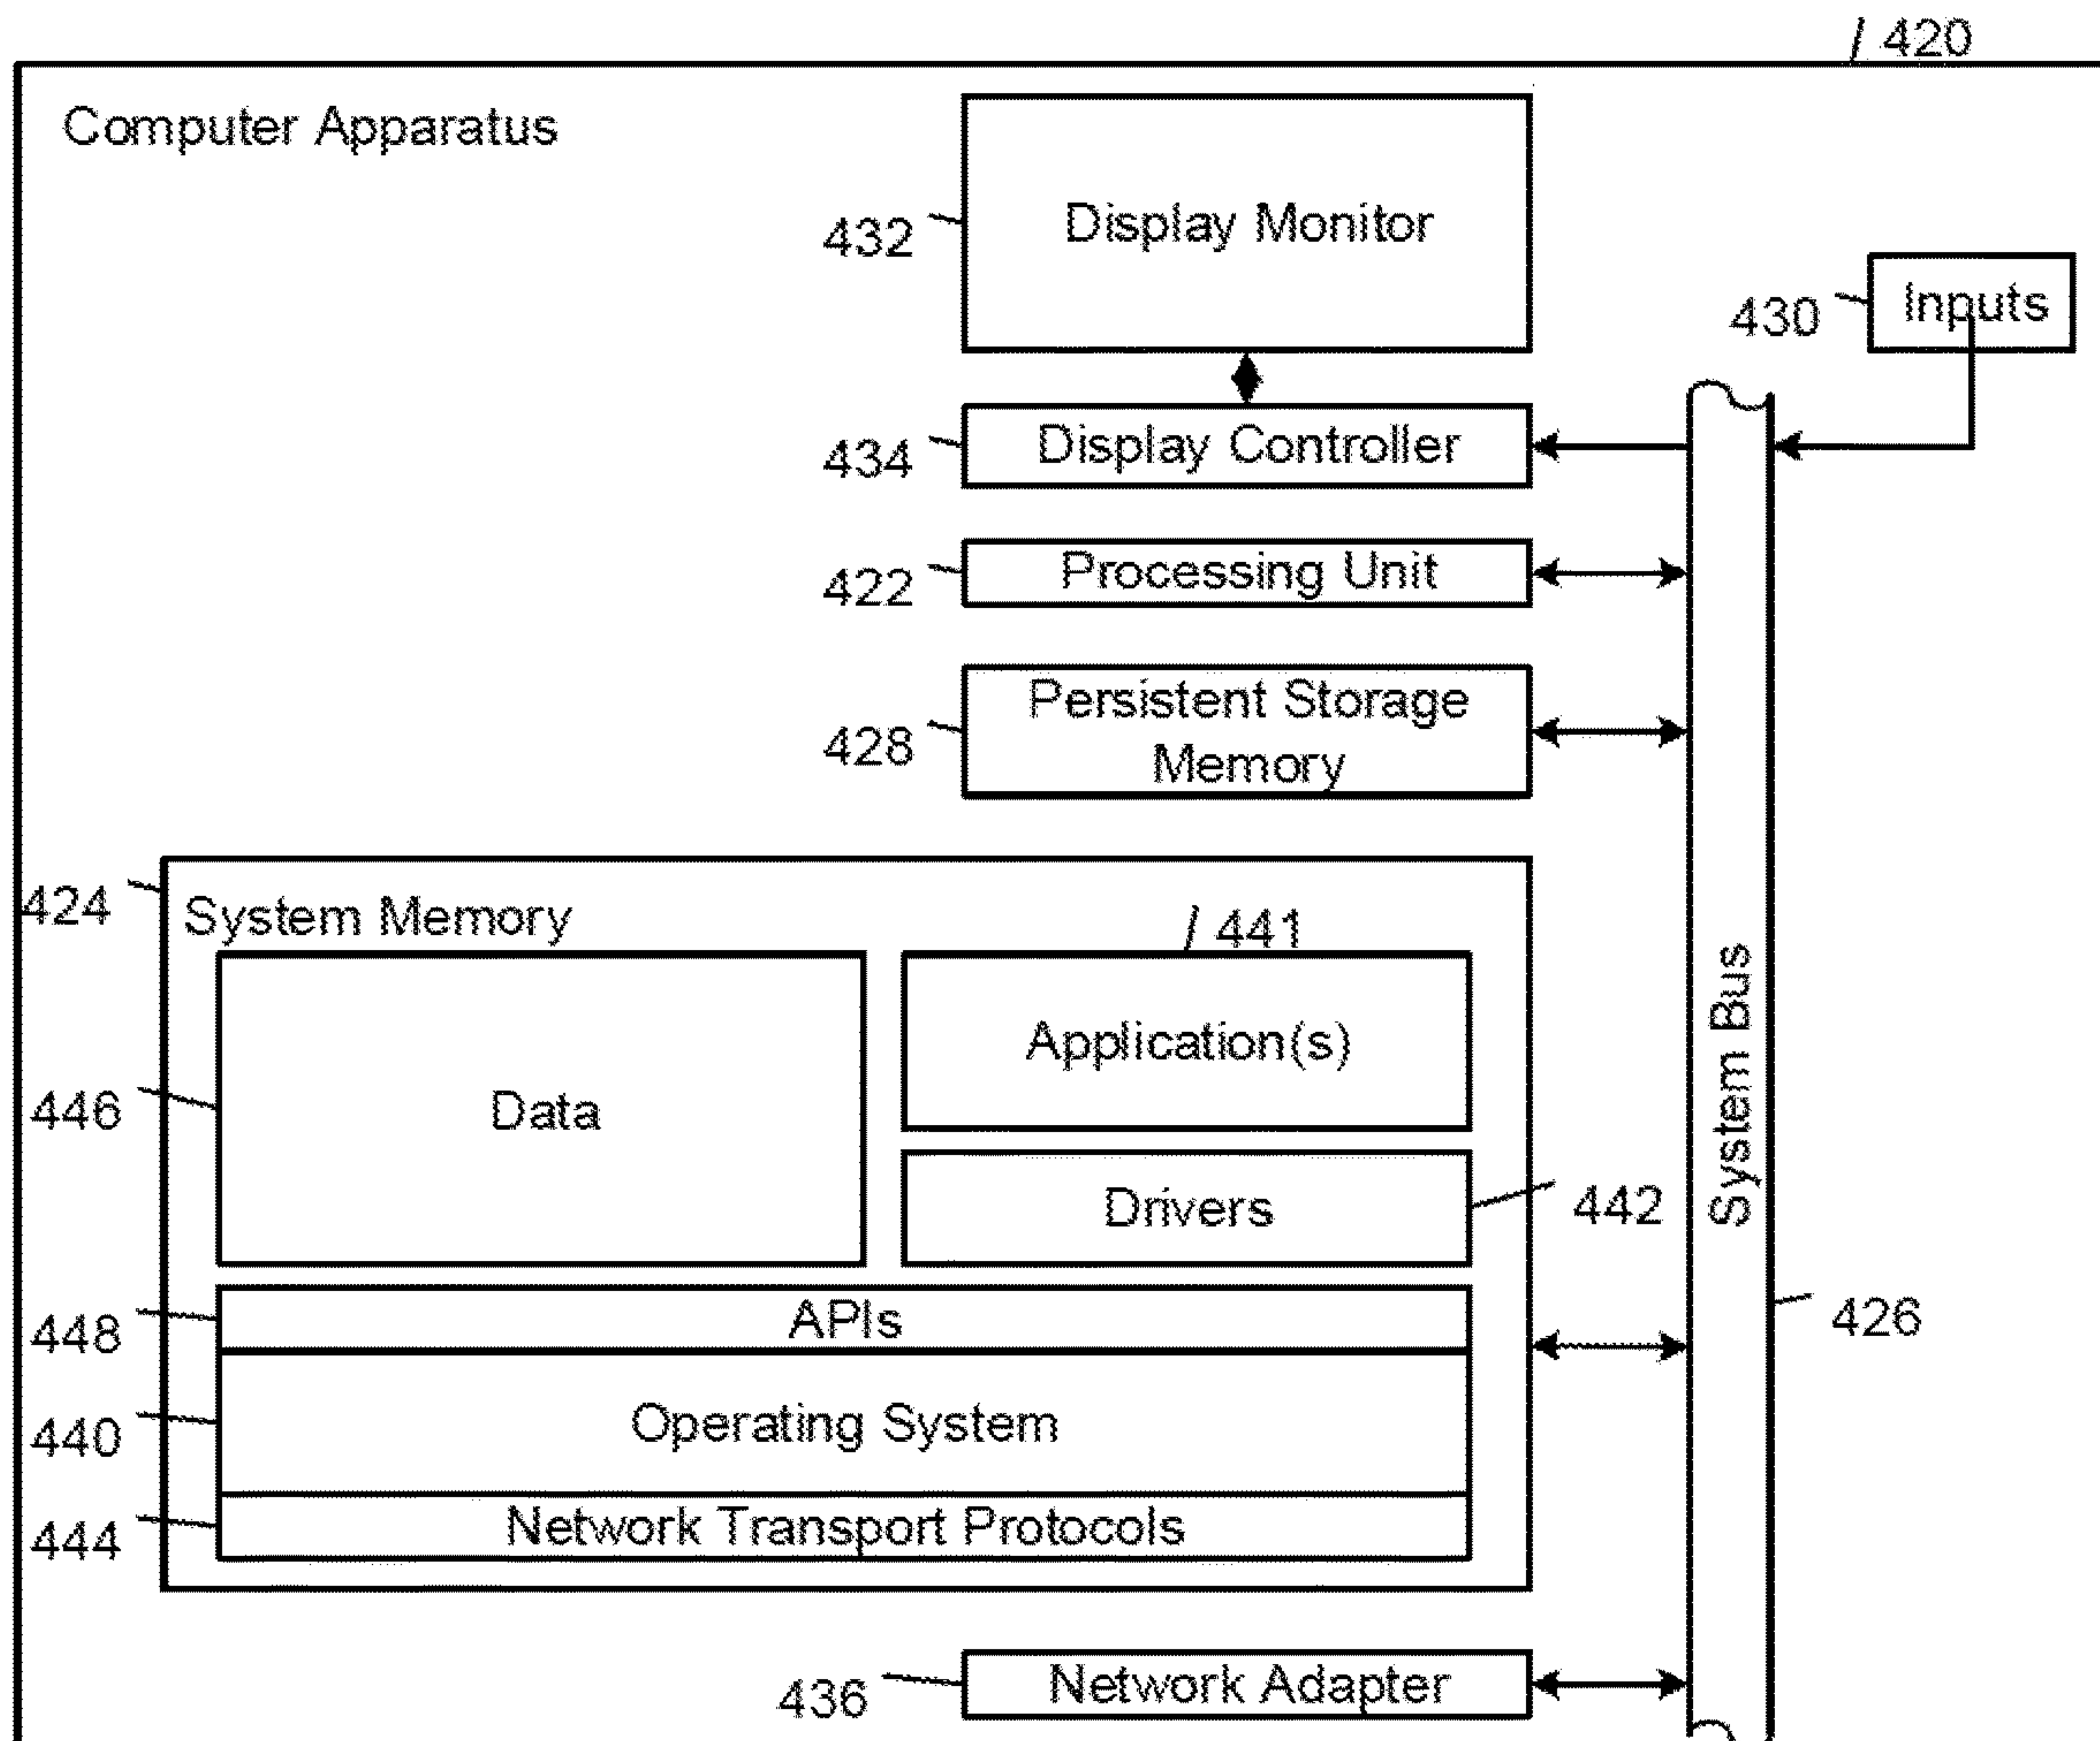 420
Computer Apparatus
432
Display Monitor
430
Inputs
434
Display Controller
422
Processing Unit
428
Persistent Storage
Memory
424
System Memory
441
Application(s)
446
Data
Drivers
442
System Bus
426
448
APIs
440
Operating System
444
Network Transport Protocols
436
Network Adapter